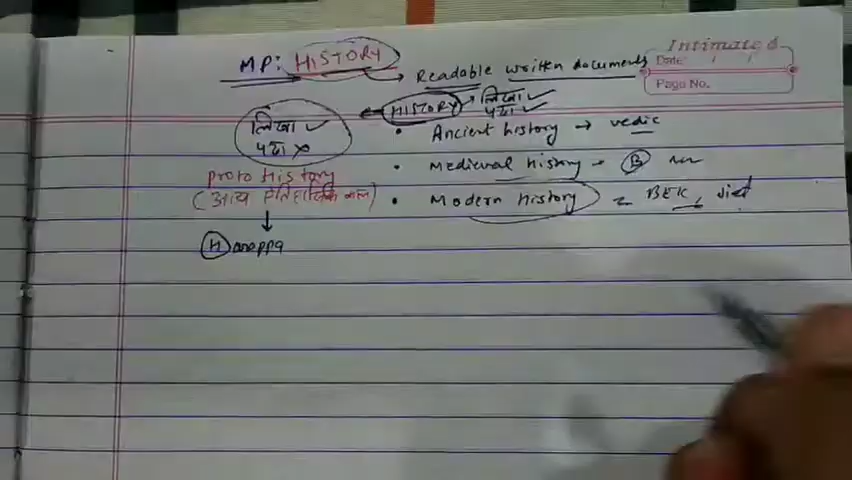 Intimate
Date:
Page No.
MP: HISTORY → Readable written documents
HISTORY → लिखा ✓
पढा ✓
लिखा ✓
पढा ×
Proto History
(आद्य ऐतिहासिक काल)
↓
Harappa
• Ancient history → vedic
• Medieval history - B
• Modern history